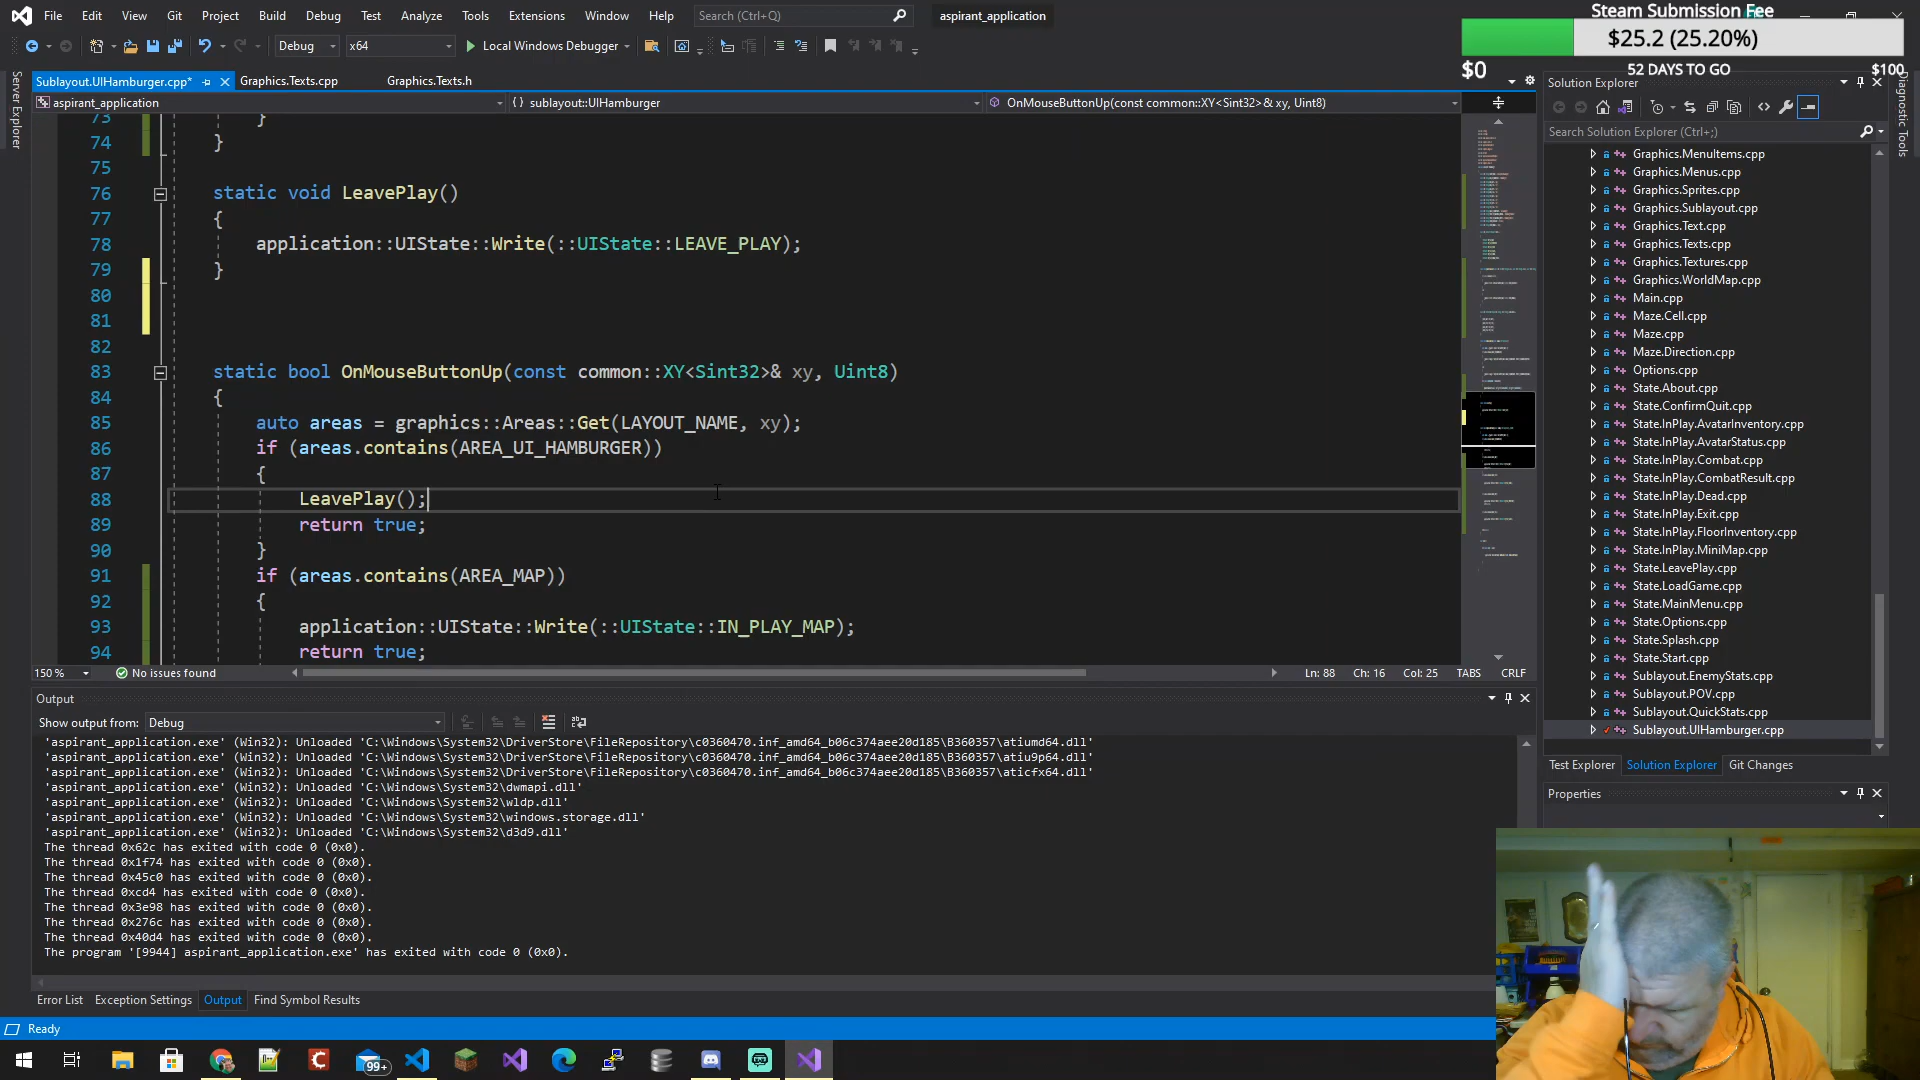 File Edit View Git Project Build Debug Test Analyze Tools Extensions Window Help Search (Ctrl+Q) aspirant_application
Steam Submission Fee
$25.2 (25.20%)
$0 52 DAYS TO GO $100
Debug x64 Local Windows Debugger
Server Explorer
Diagnostic Tools
Sublayout.UIHamburger.cpp* Graphics.Texts.cpp Graphics.Texts.h
aspirant_application {} sublayout::UIHamburger OnMouseButtonUp(const common::XY<Sint32>& xy, Uint8)
73 }
74 }
75
76 static void LeavePlay()
77 {
78 application::UIState::Write(::UIState::LEAVE_PLAY);
79 }
80
81
82
83 static bool OnMouseButtonUp(const common::XY<Sint32>& xy, Uint8)
84 {
85 auto areas = graphics::Areas::Get(LAYOUT_NAME, xy);
86 if (areas.contains(AREA_UI_HAMBURGER))
87 {
88 LeavePlay();
89 return true;
90 }
91 if (areas.contains(AREA_MAP))
92 {
93 application::UIState::Write(::UIState::IN_PLAY_MAP);
94 return true;
150 % No issues found Ln: 88 Ch: 16 Col: 25 TABS CRLF
Output
Show output from: Debug
'aspirant_application.exe' (Win32): Unloaded 'C:\Windows\System32\DriverStore\FileRepository\c0360470.inf_amd64_b06c374aee20d185\B360357\atiumd64.dll'
'aspirant_application.exe' (Win32): Unloaded 'C:\Windows\System32\DriverStore\FileRepository\c0360470.inf_amd64_b06c374aee20d185\B360357\atiu9p64.dll'
'aspirant_application.exe' (Win32): Unloaded 'C:\Windows\System32\DriverStore\FileRepository\c0360470.inf_amd64_b06c374aee20d185\B360357\aticfx64.dll'
'aspirant_application.exe' (Win32): Unloaded 'C:\Windows\System32\dwmapi.dll'
'aspirant_application.exe' (Win32): Unloaded 'C:\Windows\System32\wldp.dll'
'aspirant_application.exe' (Win32): Unloaded 'C:\Windows\System32\windows.storage.dll'
'aspirant_application.exe' (Win32): Unloaded 'C:\Windows\System32\d3d9.dll'
The thread 0x62c has exited with code 0 (0x0).
The thread 0x1f74 has exited with code 0 (0x0).
The thread 0x45c0 has exited with code 0 (0x0).
The thread 0xcd4 has exited with code 0 (0x0).
The thread 0x3e98 has exited with code 0 (0x0).
The thread 0x276c has exited with code 0 (0x0).
The thread 0x40d4 has exited with code 0 (0x0).
The program '[9944] aspirant_application.exe' has exited with code 0 (0x0).
Error List Exception Settings Output Find Symbol Results
Ready
99+
Solution Explorer
Search Solution Explorer (Ctrl+;)
Graphics.MenuItems.cpp
Graphics.Menus.cpp
Graphics.Sprites.cpp
Graphics.Sublayout.cpp
Graphics.Text.cpp
Graphics.Texts.cpp
Graphics.Textures.cpp
Graphics.WorldMap.cpp
Main.cpp
Maze.Cell.cpp
Maze.cpp
Maze.Direction.cpp
Options.cpp
State.About.cpp
State.ConfirmQuit.cpp
State.InPlay.AvatarInventory.cpp
State.InPlay.AvatarStatus.cpp
State.InPlay.Combat.cpp
State.InPlay.CombatResult.cpp
State.InPlay.Dead.cpp
State.InPlay.Exit.cpp
State.InPlay.FloorInventory.cpp
State.InPlay.MiniMap.cpp
State.LeavePlay.cpp
State.LoadGame.cpp
State.MainMenu.cpp
State.Options.cpp
State.Splash.cpp
State.Start.cpp
Sublayout.EnemyStats.cpp
Sublayout.POV.cpp
Sublayout.QuickStats.cpp
Sublayout.UIHamburger.cpp
Test Explorer Solution Explorer Git Changes
Properties